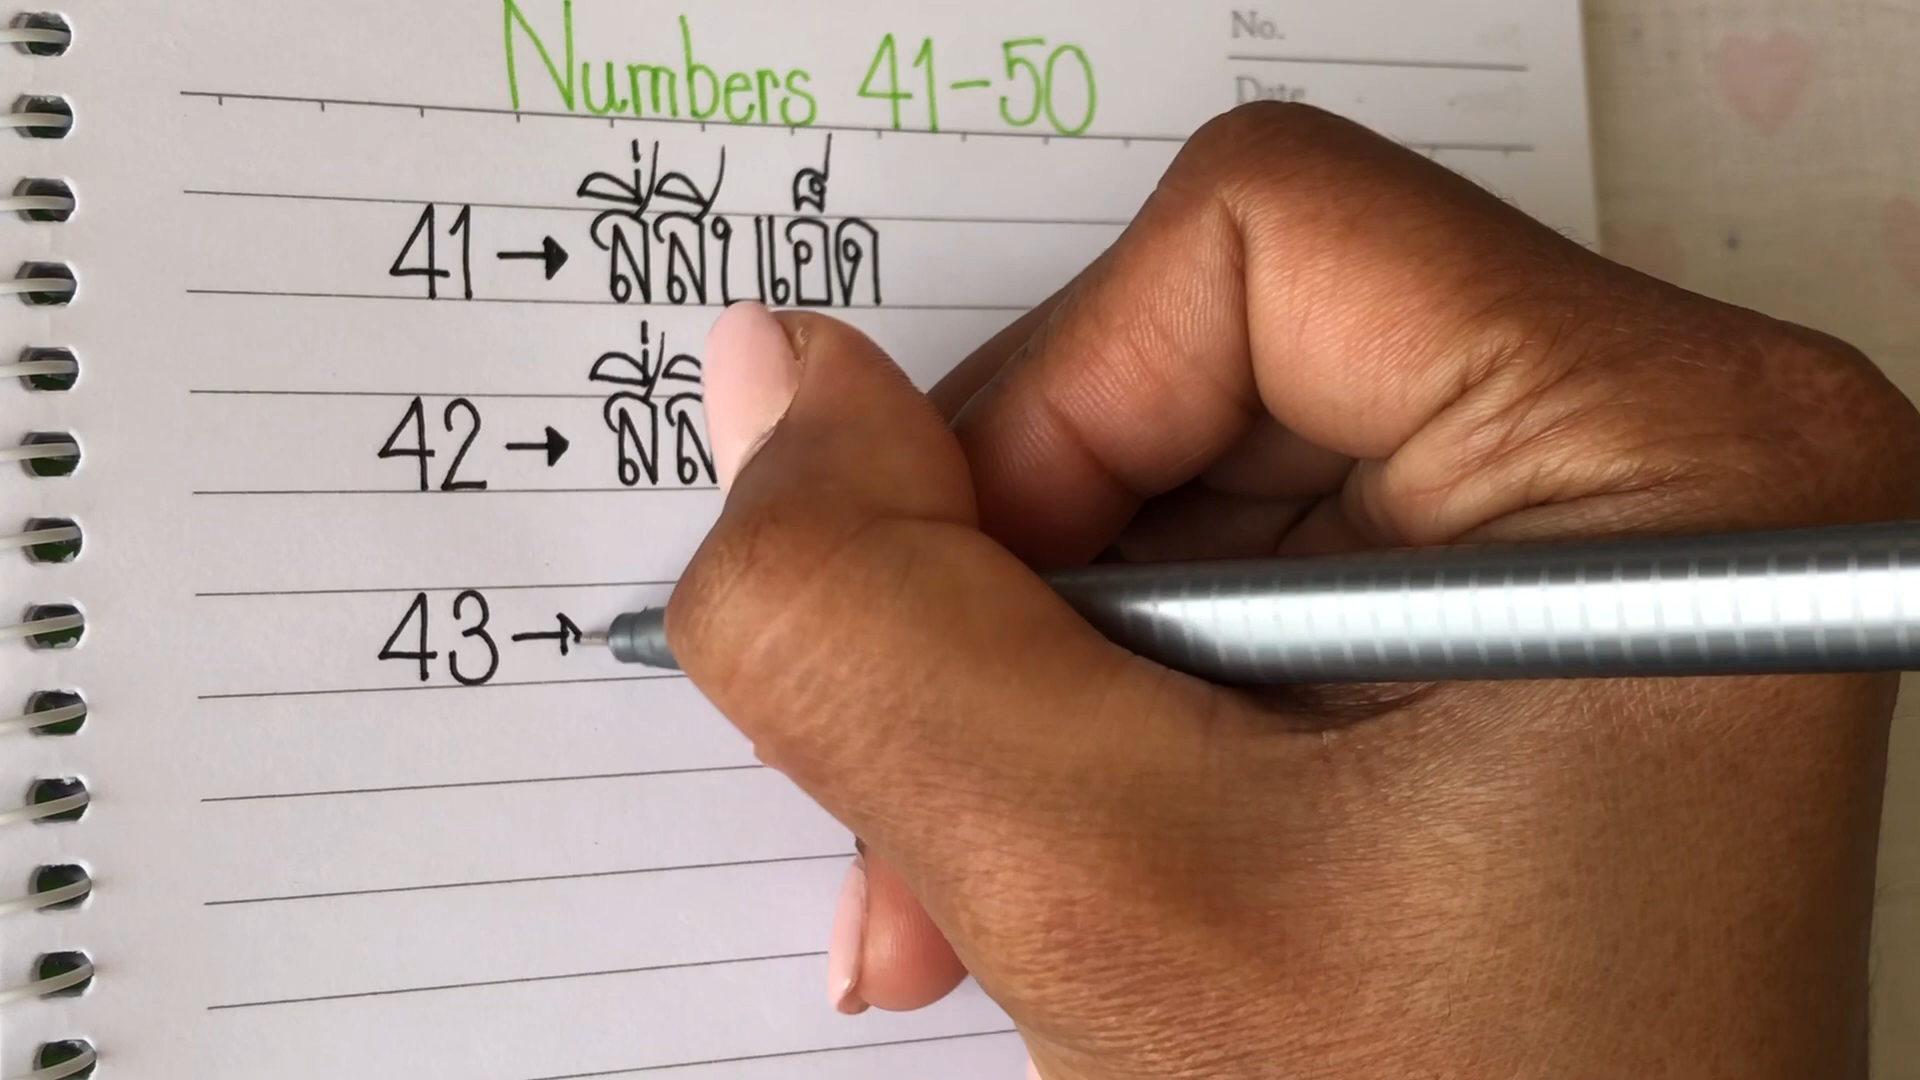 No.
Date
Numbers 41-50
41 → สี่สิบเอ็ด
42 → สี่สิ
43 →